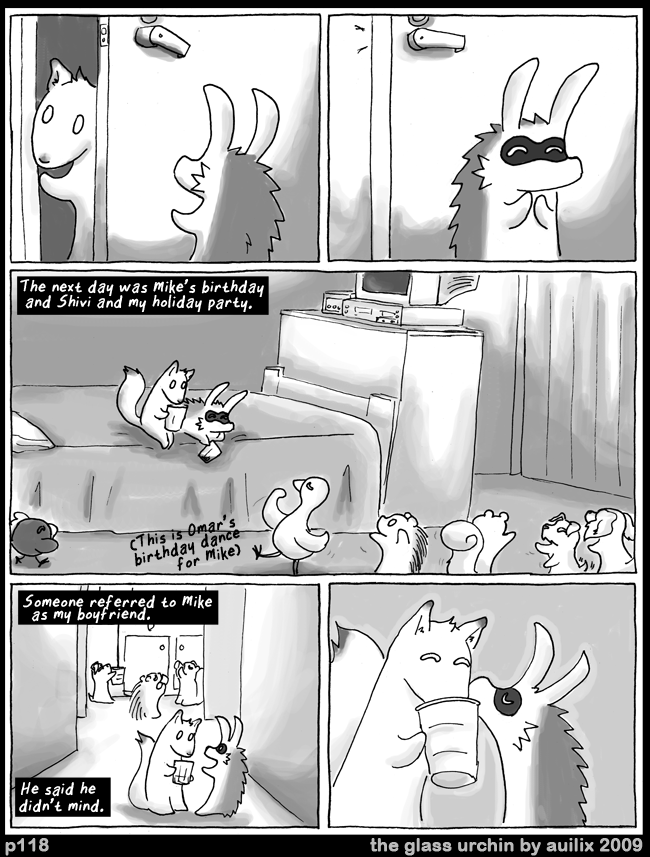 The next day was Mike's birthday
and Shivi and my holiday party.
(This is Omar's
birthday dance
for Mike)
Someone referred to Mike
as my boyfriend.
He said he
didn't mind.
p118
the glass urchin by auilix 2009